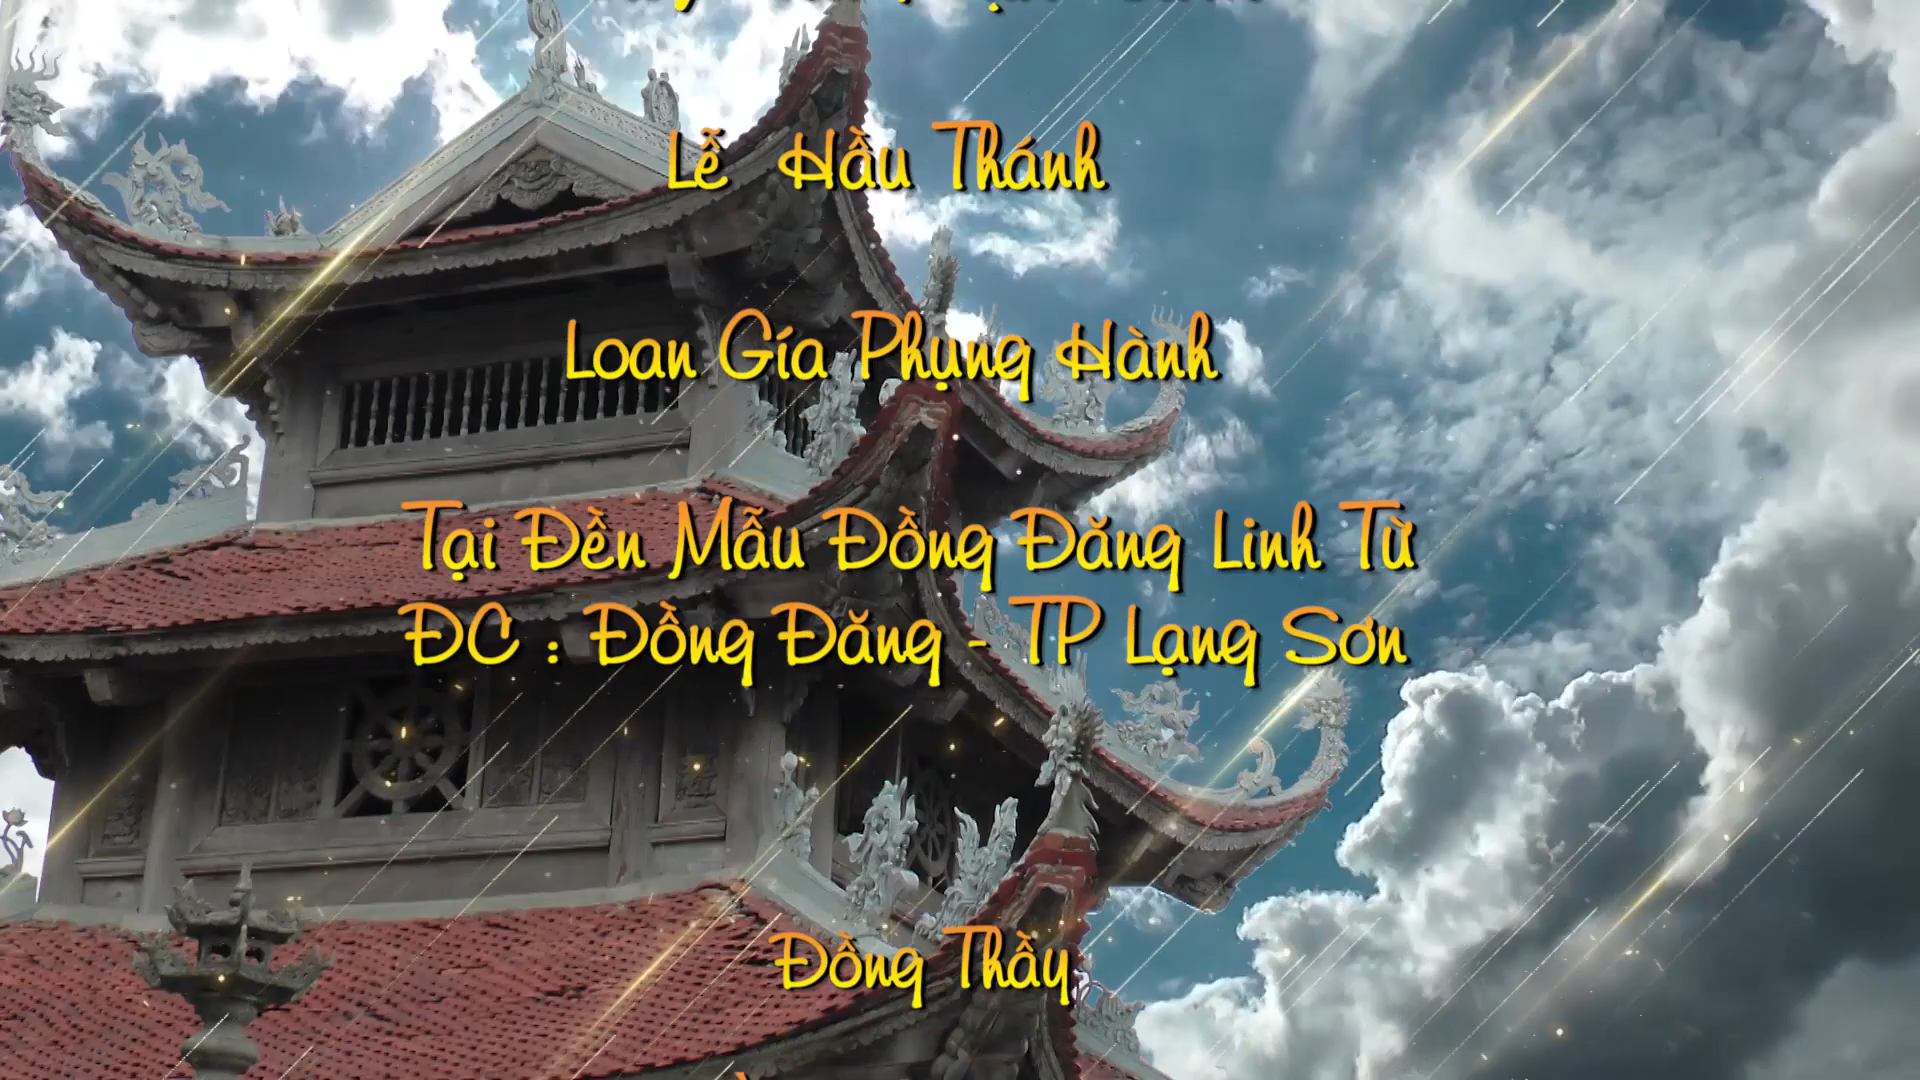 Lễ Hầu Thánh
Loan Gía Phụng Hành
Tại Đền Mẫu Đồng Đăng Linh Từ
ĐC : Đồng Đăng - TP Lạng Sơn
Đồng Thầy